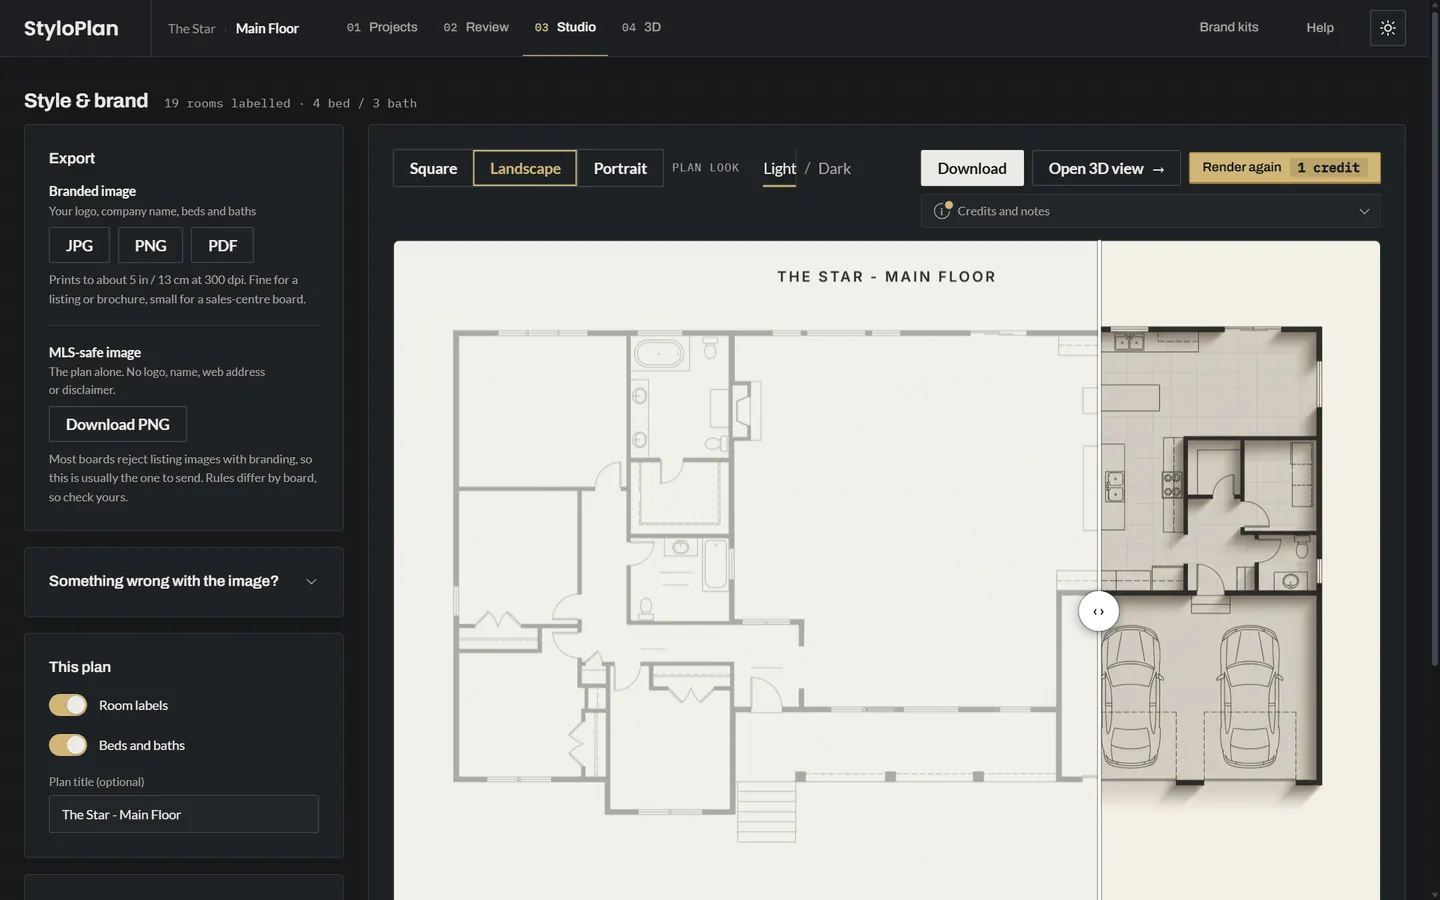 StyloPlan
The Star Main Floor
01 Projects
02 Review
03 Studio
04 3D
Brand kits
Help
Style & brand
19 rooms labelled · 4 bed / 3 bath
Export
Branded image
Your logo, company name, beds and baths
JPG
PNG
PDF
Prints to about 5 in / 13 cm at 300 dpi. Fine for a
listing or brochure, small for a sales-centre board.
MLS-safe image
The plan alone. No logo, name, web address
or disclaimer.
Download PNG
Most boards reject listing images with branding, so
this is usually the one to send. Rules differ by board,
so check yours.
Something wrong with the image?
This plan
Room labels
Beds and baths
Plan title (optional)
The Star - Main Floor
Square
Landscape
Portrait
PLAN LOOK
Light / Dark
Download
Open 3D view →
Render again 1 credit
Credits and notes
THE STAR - MAIN FLOOR